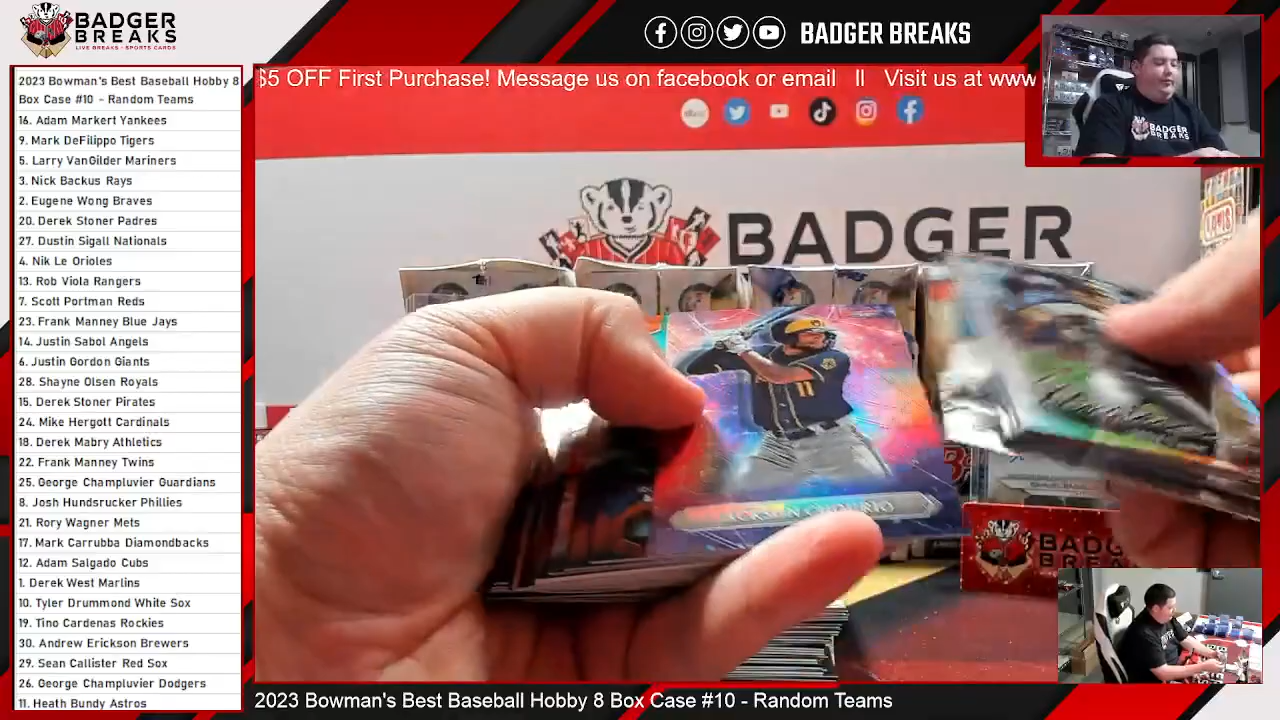 BADGER
BREAKS
LIVE BREAKS • SPORTS CARDS
BADGER BREAKS
$5 OFF First Purchase! Message us on facebook or email ll Visit us at www
2023 Bowman's Best Baseball Hobby 8
Box Case #10 - Random Teams
16. Adam Markert Yankees
9. Mark DeFilippo Tigers
5. Larry VanGilder Mariners
3. Nick Backus Rays
2. Eugene Wong Braves
20. Derek Stoner Padres
27. Dustin Sigall Nationals
4. Nik Le Orioles
13. Rob Viola Rangers
7. Scott Portman Reds
23. Frank Manney Blue Jays
14. Justin Sabol Angels
6. Justin Gordon Giants
28. Shayne Olsen Royals
15. Derek Stoner Pirates
24. Mike Hergott Cardinals
18. Derek Mabry Athletics
22. Frank Manney Twins
25. George Champluvier Guardians
8. Josh Hundsrucker Phillies
21. Rory Wagner Mets
17. Mark Carrubba Diamondbacks
12. Adam Salgado Cubs
1. Derek West Marlins
10. Tyler Drummond White Sox
19. Tino Cardenas Rockies
30. Andrew Erickson Brewers
29. Sean Callister Red Sox
26. George Champluvier Dodgers
11. Heath Bundy Astros
BADGER
11
BADG
BREA
BADGER
BREAKS
2023 Bowman's Best Baseball Hobby 8 Box Case #10 - Random Teams